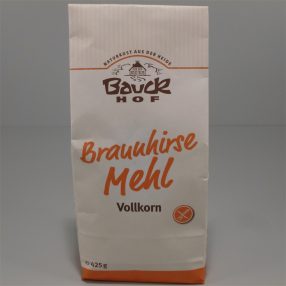 NATURKOST AUS DER HEIDE
Bauck
HOF
Braunhirse
Mehl
Vollkorn
℮ 425 g